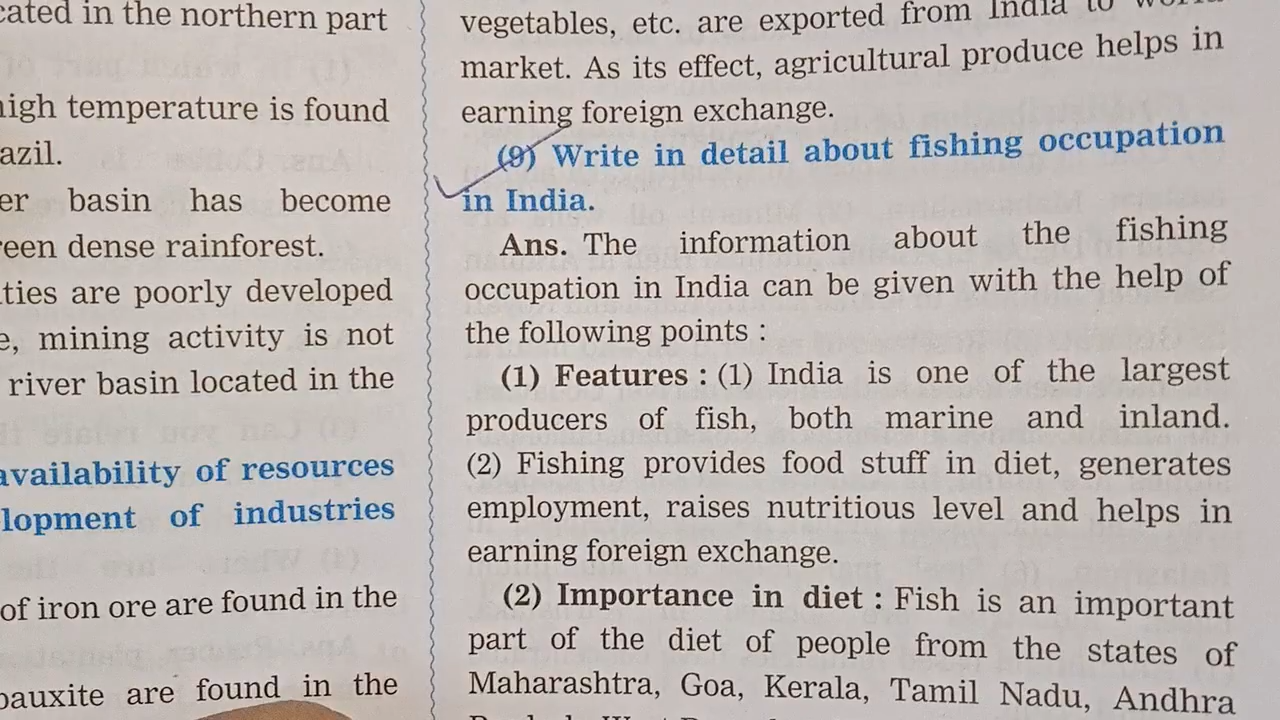 cated in the northern part
high temperature is found
azil.
er basin has become
reen dense rainforest.
ties are poorly developed
e, mining activity is not
river basin located in the
availability of resources
lopment of industries
of iron ore are found in the
bauxite are found in the
vegetables, etc. are exported from India to world
market. As its effect, agricultural produce helps in
earning foreign exchange.
(9) Write in detail about fishing occupation
in India.
Ans. The information about the fishing
occupation in India can be given with the help of
the following points :
(1) Features : (1) India is one of the largest
producers of fish, both marine and inland.
(2) Fishing provides food stuff in diet, generates
employment, raises nutritious level and helps in
earning foreign exchange.
(2) Importance in diet : Fish is an important
part of the diet of people from the states of
Maharashtra, Goa, Kerala, Tamil Nadu, Andhra